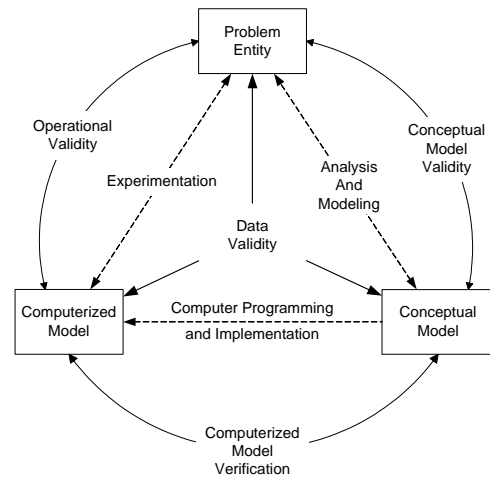 Problem
Entity
Operational
Validity
Conceptual
Model
Validity
Experimentation
Analysis
And
Modeling
Data
Validity
Computerized
Model
Computer Programming
and Implementation
Conceptual
Model
Computerized
Model
Verification